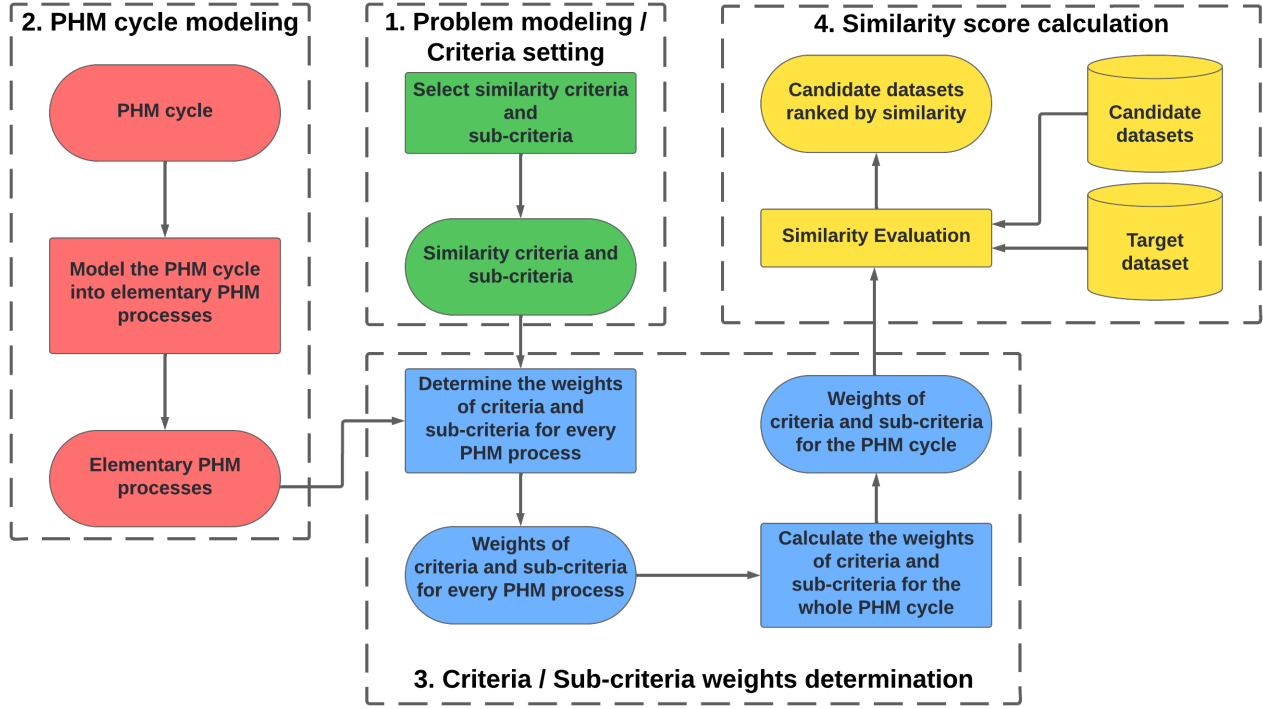 2. PHM cycle modeling
PHM cycle
Model the PHM cycle
into elementary PHM
processes
Elementary PHM
processes
1. Problem modeling /
Criteria setting
Select similarity criteria
and
sub-criteria
Similarity criteria and
sub-criteria
Determine the weights
of criteria and
sub-criteria for every
PHM process
Weights of
criteria and sub-criteria
for every PHM process
Calculate the weights
of criteria and
sub-criteria for the
whole PHM cycle
Weights of
criteria and sub-criteria
for the PHM cycle
3. Criteria / Sub-criteria weights determination
4. Similarity score calculation
Candidate datasets
ranked by similarity
Candidate
datasets
Similarity Evaluation
Target
dataset